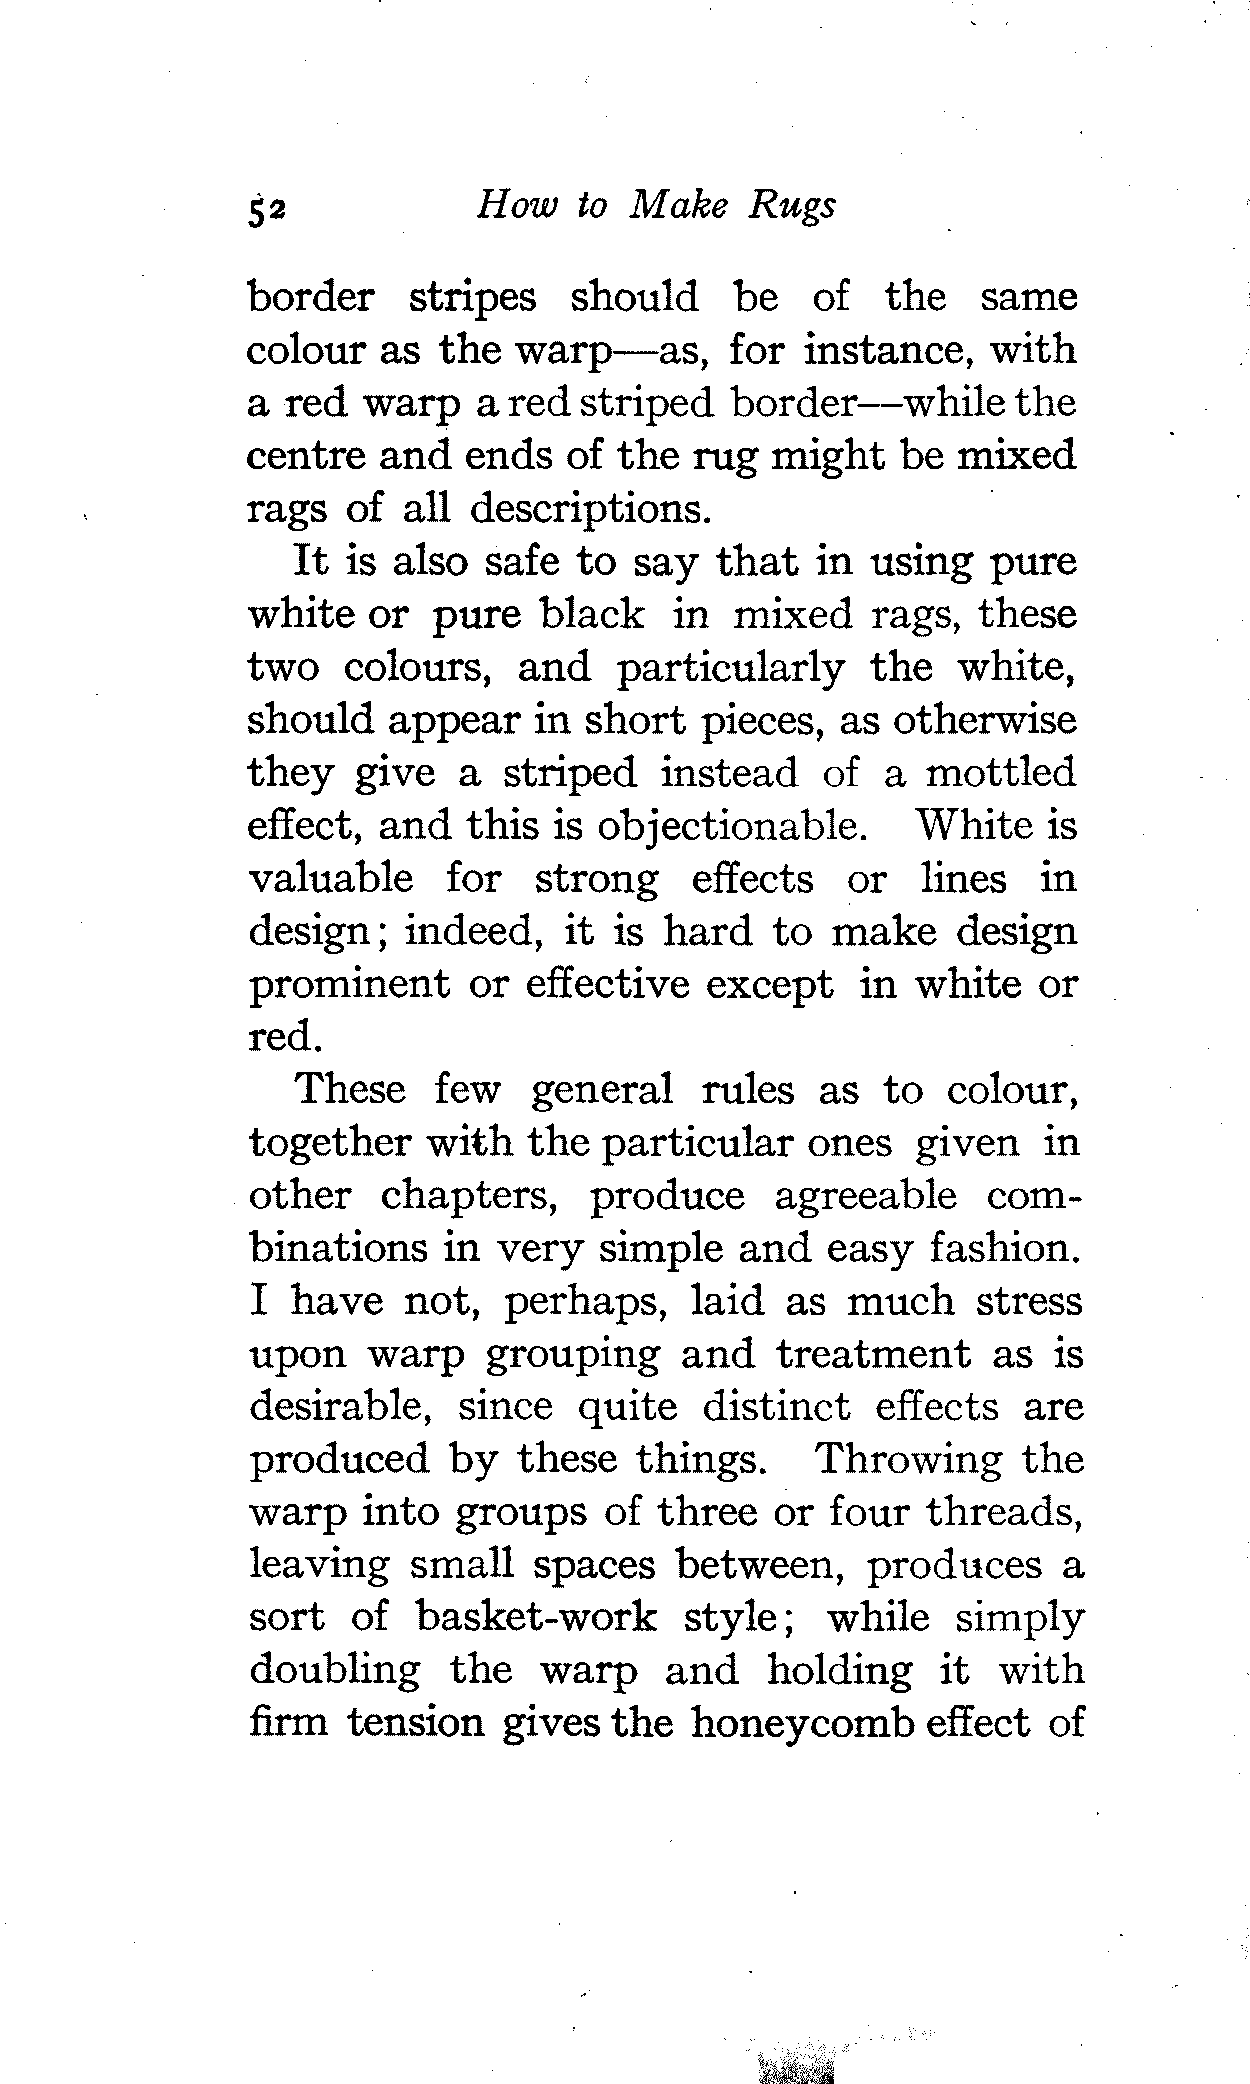 52 How to Make Rugs
border stripes should be of the same
colour as the warp—as, for instance, with
a red warp a red striped border—while the
centre and ends of the rug might be mixed
rags of all descriptions.
It is also safe to say that in using pure
white or pure black in mixed rags, these
two colours, and particularly the white,
should appear in short pieces, as otherwise
they give a striped instead of a mottled
effect, and this is objectionable. White is
valuable for strong effects or lines in
design; indeed, it is hard to make design
prominent or effective except in white or
red.
These few general rules as to colour,
together with the particular ones given in
other chapters, produce agreeable com-
binations in very simple and easy fashion.
I have not, perhaps, laid as much stress
upon warp grouping and treatment as is
desirable, since quite distinct effects are
produced by these things. Throwing the
warp into groups of three or four threads,
leaving small spaces between, produces a
sort of basket-work style; while simply
doubling the warp and holding it with
firm tension gives the honeycomb effect of